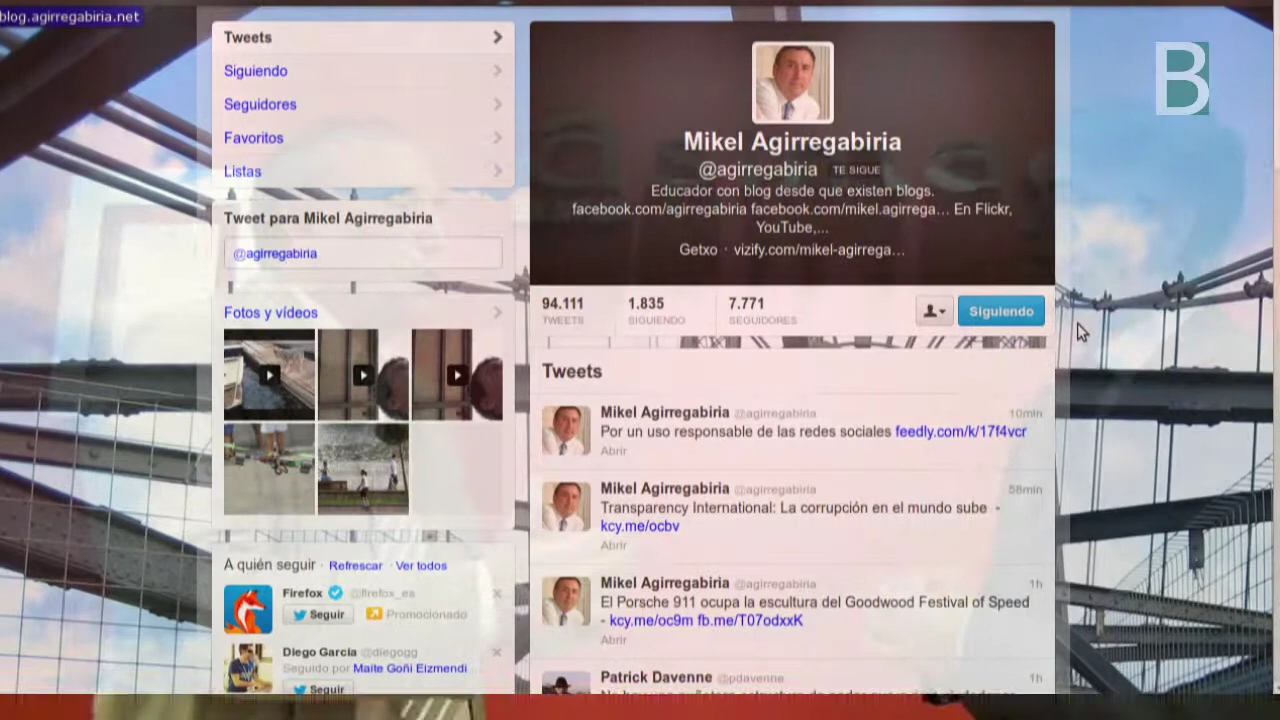 blog.agirregabiria.net
B
Tweets
Siguiendo
Seguidores
Favoritos
Listas
Tweet para Mikel Agirregabiria
@agirregabiria
Fotos y vídeos
A quién seguir · Refrescar · Ver todos
Firefox @firefox_es
Seguir Promocionado
Diego García @diegogg
Seguido por Maite Goñi Eizmendi
Seguir
Mikel Agirregabiria
@agirregabiria TE SIGUE
Educador con blog desde que existen blogs.
facebook.com/agirregabiria facebook.com/mikel.agirrega… En Flickr,
YouTube,...
Getxo · vizify.com/mikel-agirrega…
94.111 1.835 7.771
TWEETS SIGUIENDO SEGUIDORES
Siguiendo
Tweets
Mikel Agirregabiria @agirregabiria 10min
Por un uso responsable de las redes sociales feedly.com/k/17f4vcr
Abrir
Mikel Agirregabiria @agirregabiria 58min
Transparency International: La corrupción en el mundo sube -
kcy.me/ocbv
Abrir
Mikel Agirregabiria @agirregabiria 1h
El Porsche 911 ocupa la escultura del Goodwood Festival of Speed
- kcy.me/oc9m fb.me/T07odxxK
Abrir
Patrick Davenne @pdavenne 1h